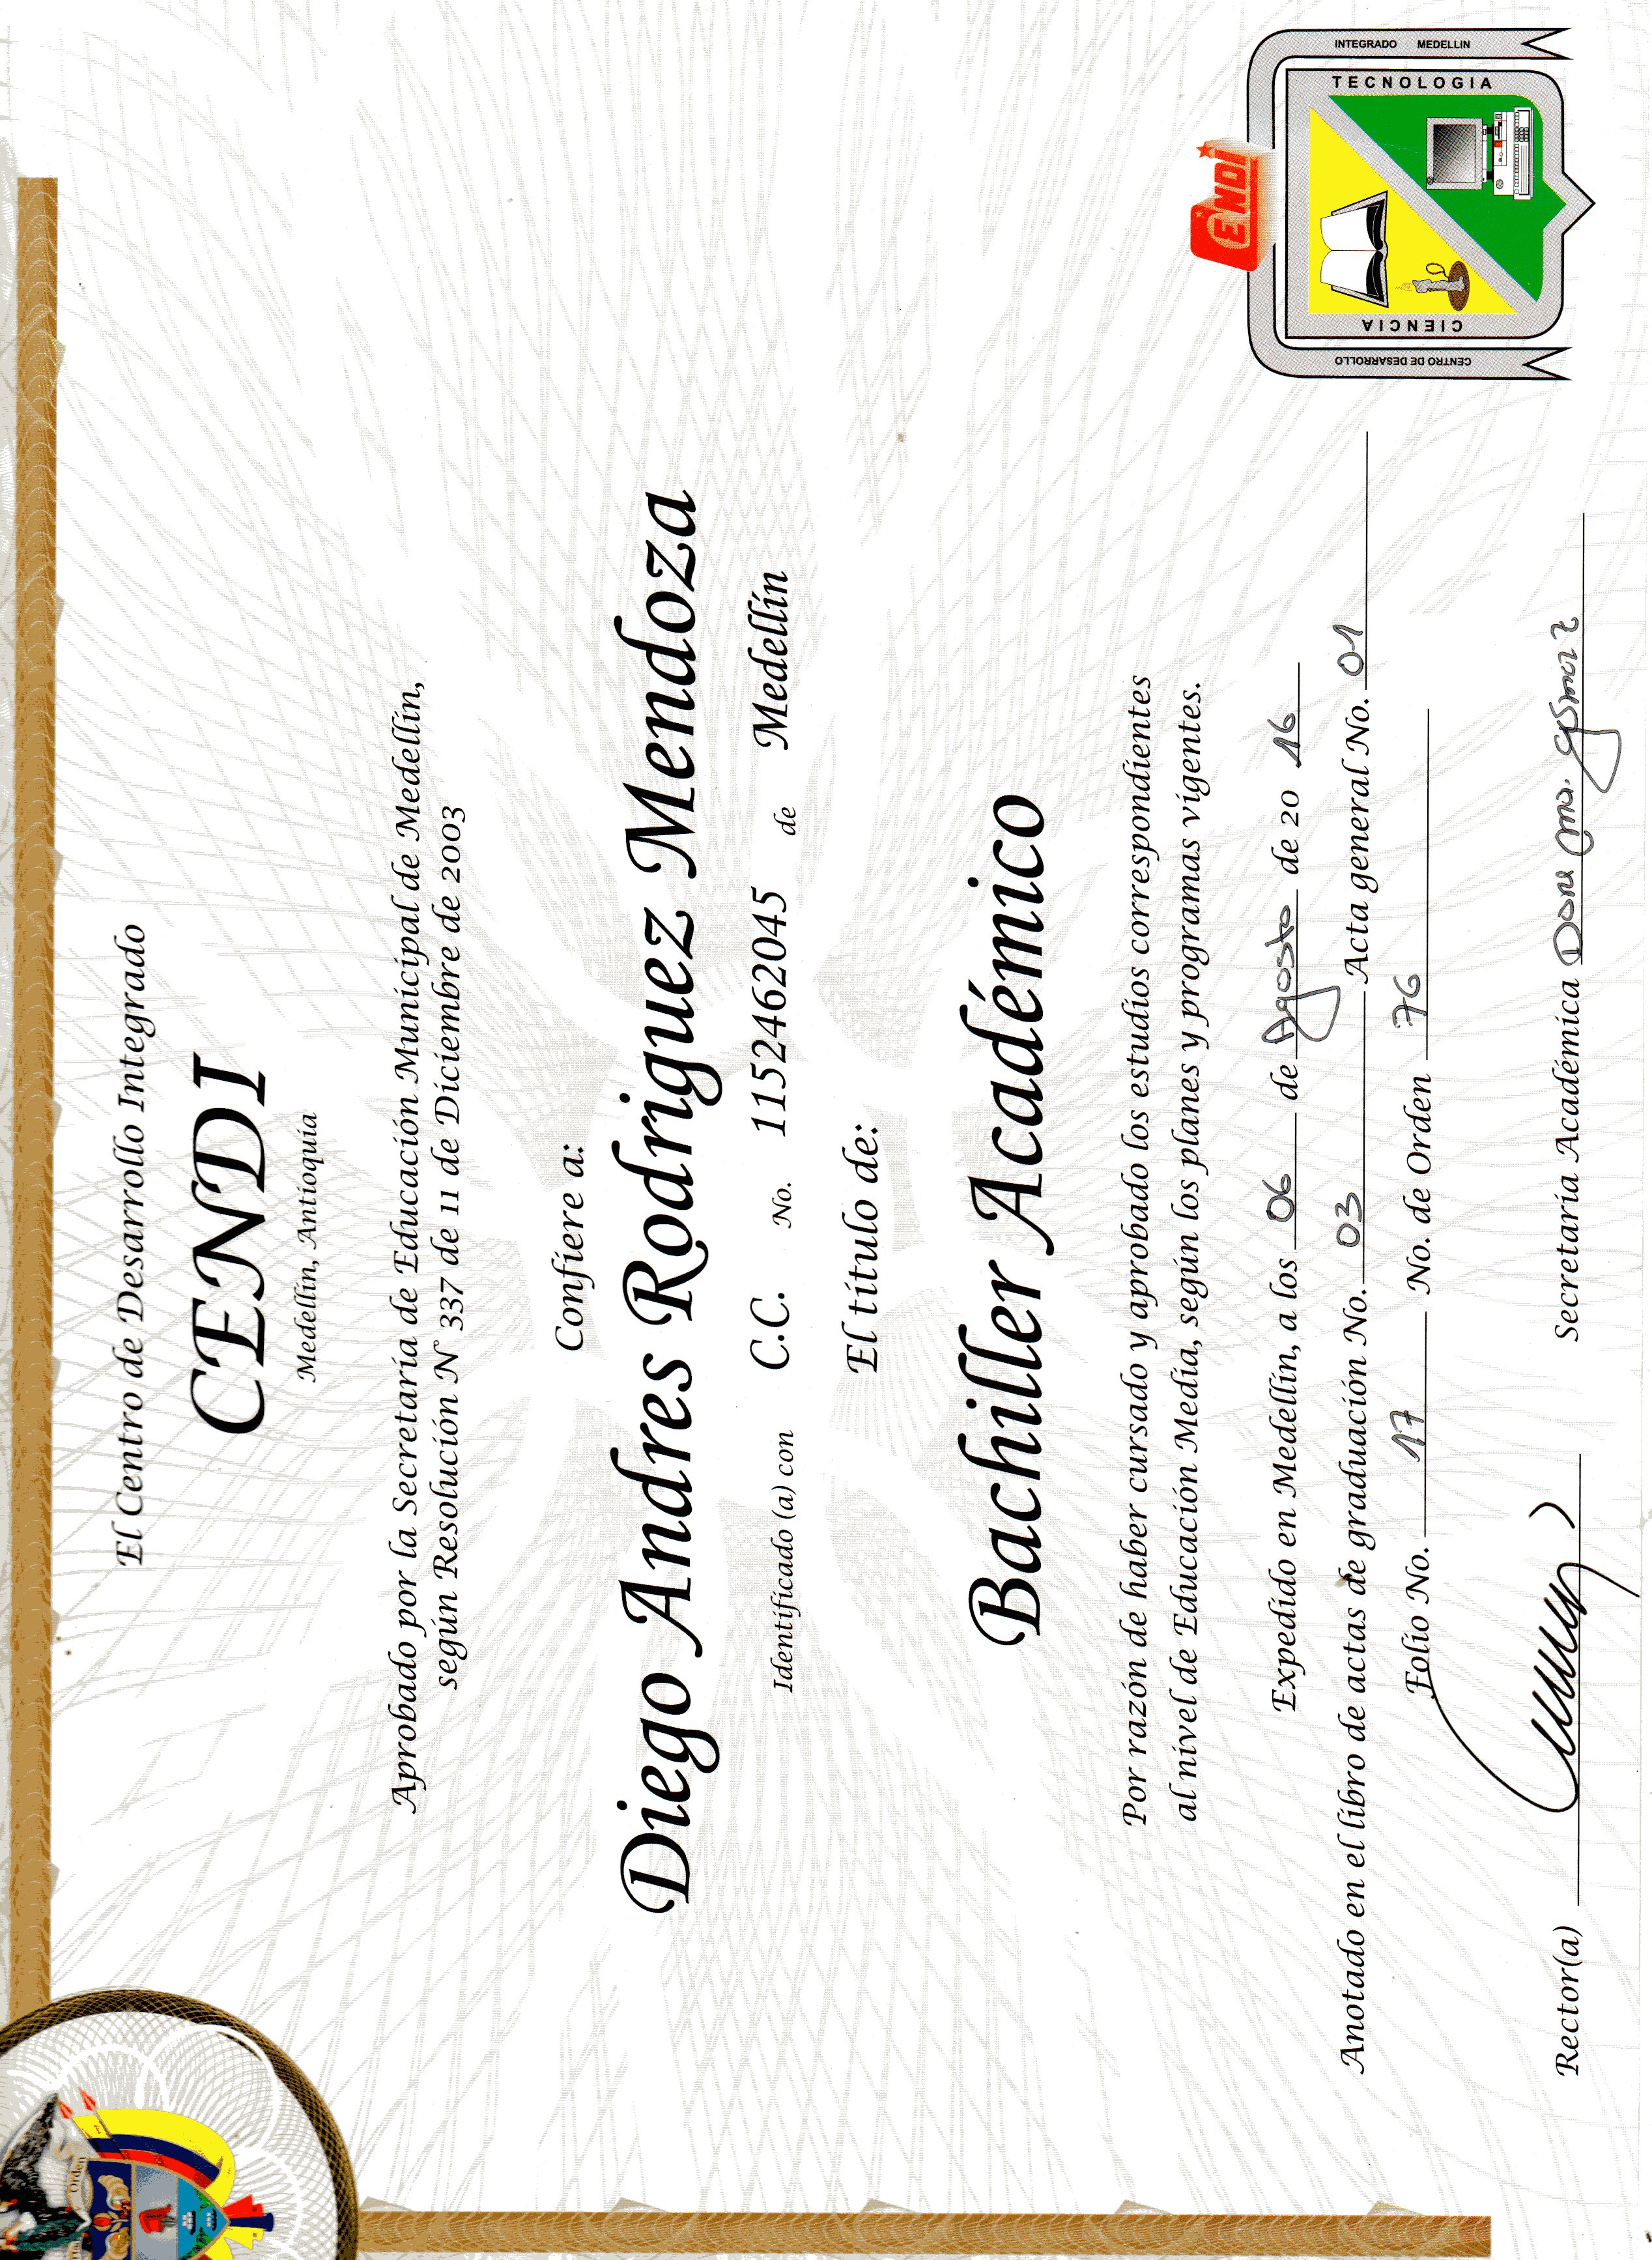 Orden
El Centro de Desarrollo Integrado
CENDI
Medellín, Antioquia
Aprobado por la Secretaría de Educación Municipal de Medellín,
según Resolución N° 337 de 11 de Diciembre de 2003
Confiere a:
Diego Andres Rodriguez Mendoza
Identificado (a) con C.C. No. 1152462045 de Medellín
El título de:
Bachiller Académico
Por razón de haber cursado y aprobado los estudios correspondientes
al nivel de Educación Media, según los planes y programas vigentes.
Expedido en Medellín, a los 06 de Agosto de 20 16
Anotado en el libro de actas de graduación No. 03 Acta general No. 01
Folio No. 17 No. de Orden 76
Rector(a)
Secretaria Académica
CENDI
CENTRO DE DESARROLLO
INTEGRADO MEDELLIN
CIENCIA
TECNOLOGIA